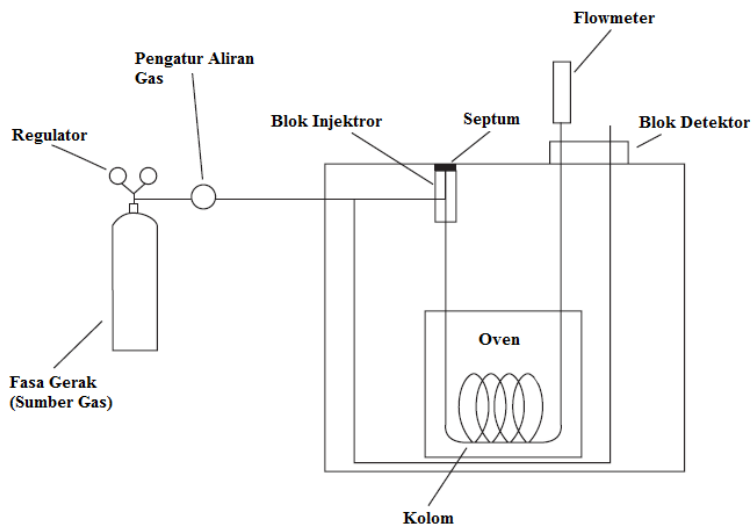 Flowmeter
Pengatur Aliran
Gas
Blok Injektror
Septum
Blok Detektor
Regulator
Oven
Fasa Gerak
(Sumber Gas)
Kolom